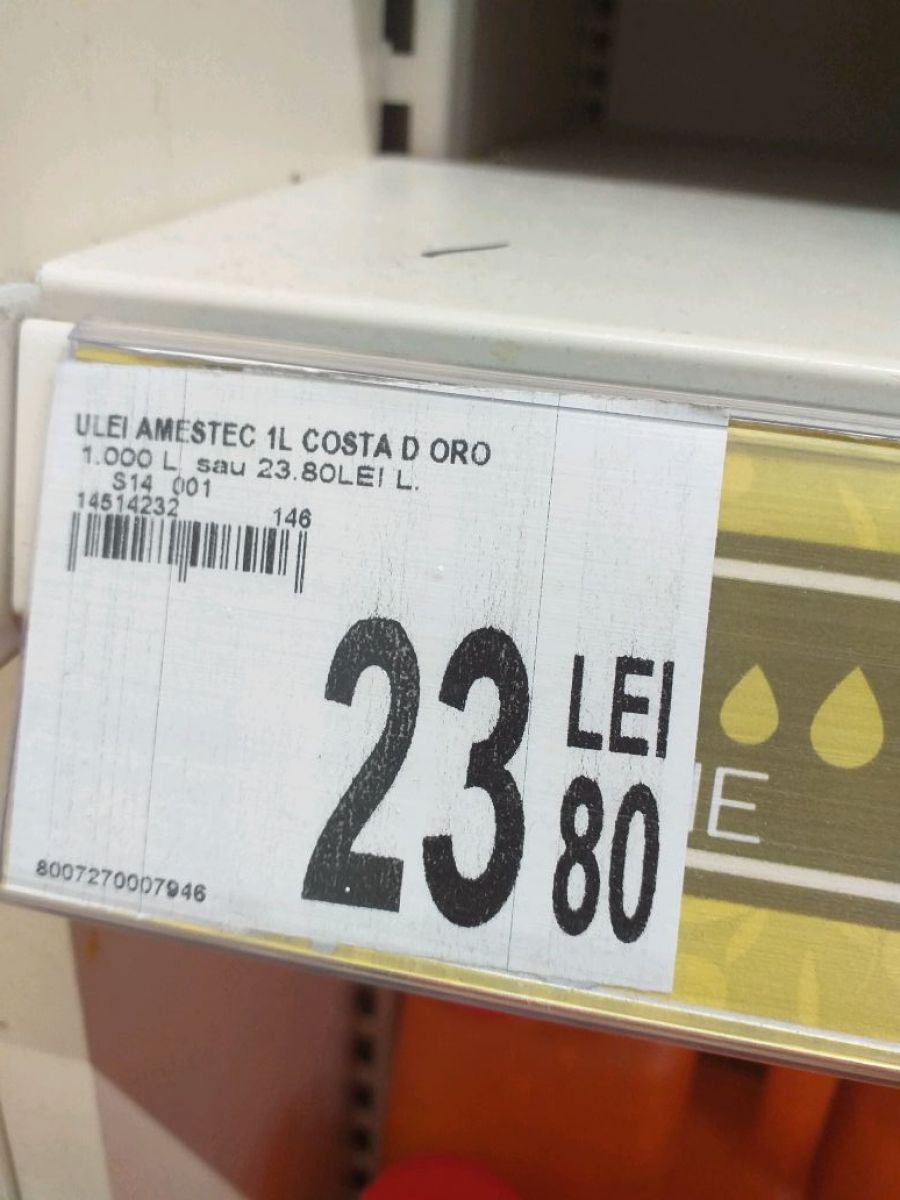 ULEI AMESTEC 1L COSTA D ORO
1.000 L sau 23.80LEI L.
S14 001
14514232 146
23 LEI 80
8007270007946